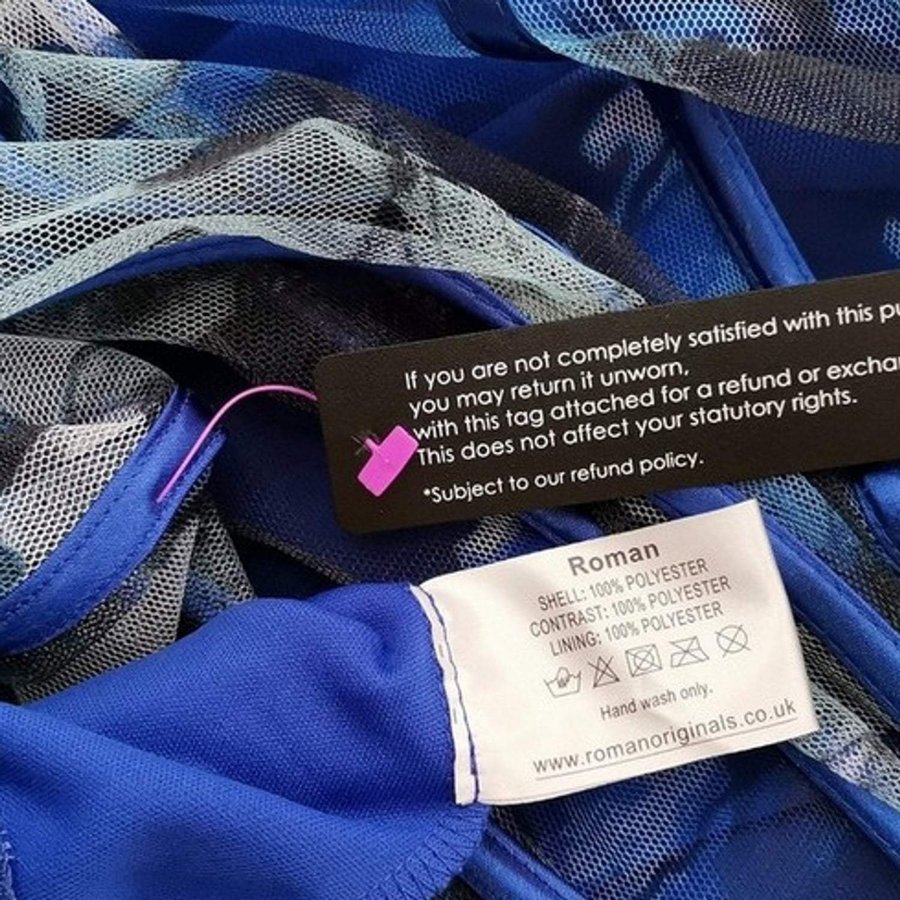 If you are not completely satisfied with this
you may return it unworn,
with this tag attached for a refund or
This does not affect your statutory rights.
*Subject to our refund policy.
Roman
SHELL: 100% POLYESTER
CONTRAST: 100% POLYESTER
LINING: 100% POLYESTER
Hand wash only.
www.romanoriginals.co.uk